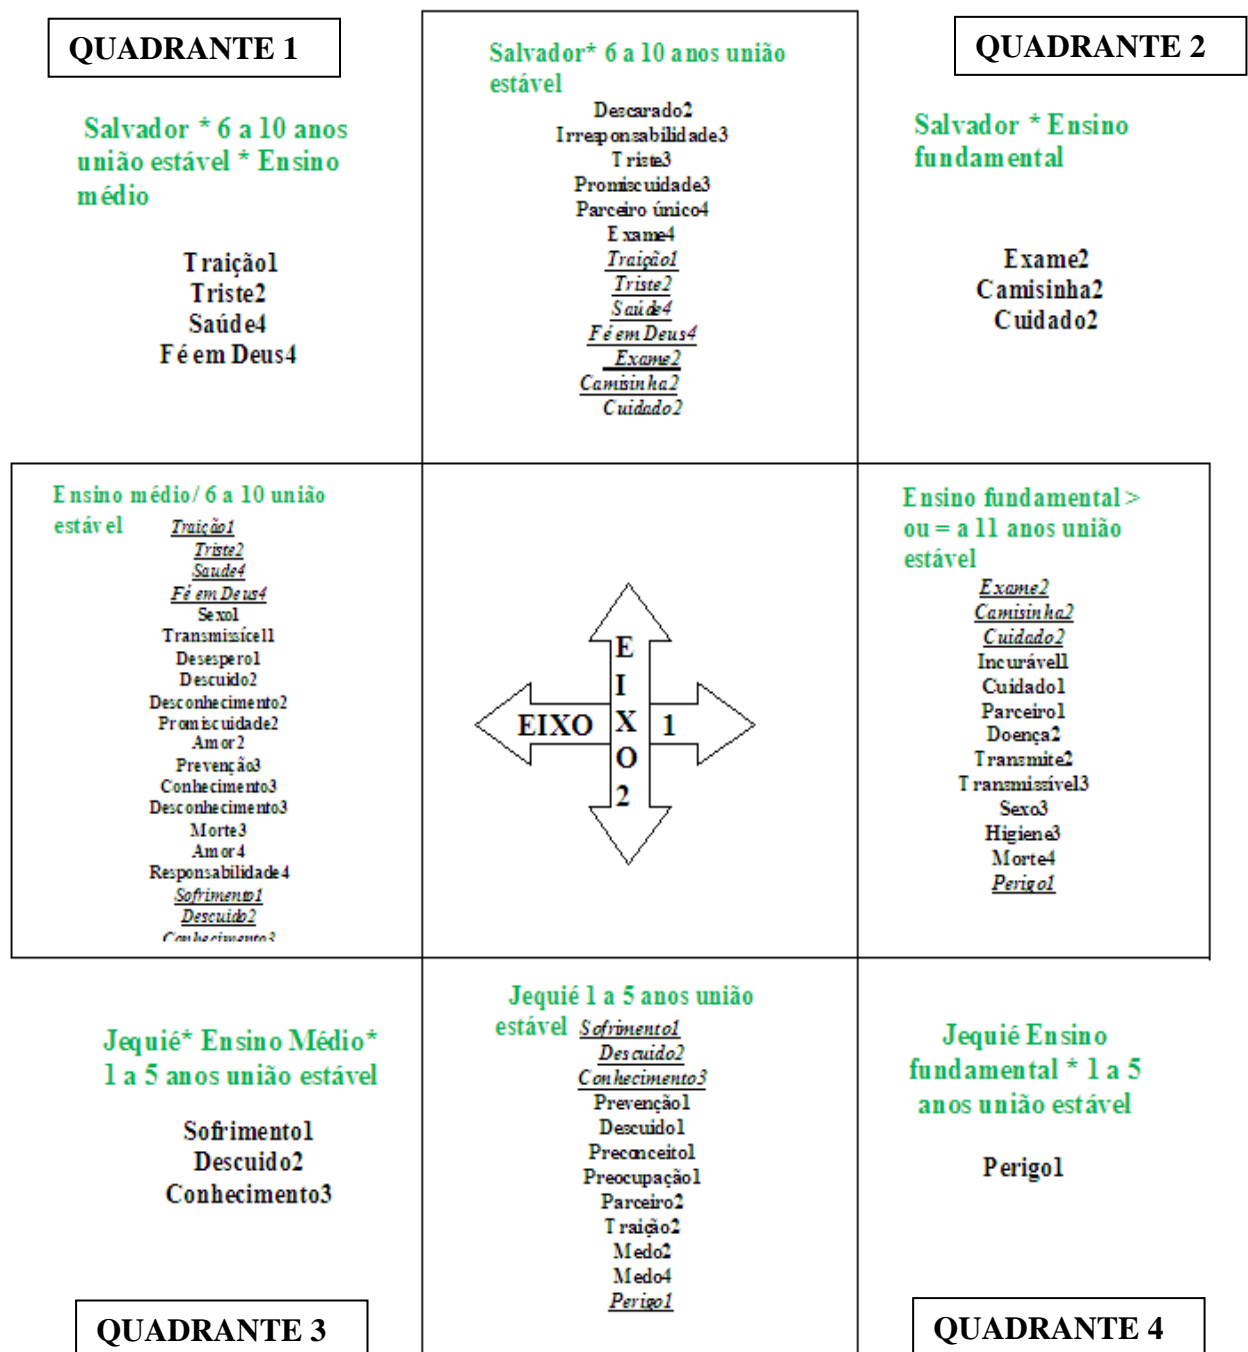 QUADRANTE 1
Salvador * 6 a 10 anos
união estável * Ensino
médio
Traição1
Triste2
Saúde4
Fé em Deus4
Salvador* 6 a 10 anos união
estável
Descarado2
Irresponsabilidade3
Triste3
Promiscuidade3
Parceiro único4
Exame4
Traição1
Triste2
Saúde4
Fé em Deus4
Exame2
Camisinha2
Cuidado2
QUADRANTE 2
Salvador * Ensino
fundamental
Exame2
Camisinha2
Cuidado2
Ensino médio/ 6 a 10 união
estável Traição1
Triste2
Saude4
Fé em Deus4
Sexo1
Transmissícel1
Desespero1
Descuido2
Desconhecimento2
Promiscuidade2
Amor2
Prevenção3
Conhecimento3
Desconhecimento3
Morte3
Amor4
Responsabilidade4
Sofrimento1
Descuido2
Conhecimento3
EIXO 1
EIXO2
Ensino fundamental >
ou = a 11 anos união
estável
Exame2
Camisinha2
Cuidado2
Incurável1
Cuidado1
Parceiro1
Doença2
Transmite2
Transmissível3
Sexo3
Higiene3
Morte4
Perigo1
Jequié* Ensino Médio*
1 a 5 anos união estável
Sofrimento1
Descuido2
Conhecimento3
QUADRANTE 3
Jequié 1 a 5 anos união
estável Sofrimento1
Descuido2
Conhecimento3
Prevenção1
Descuido1
Preconceito1
Preocupação1
Parceiro2
Traição2
Medo2
Medo4
Perigo1
Jequié Ensino
fundamental * 1 a 5
anos união estável
Perigo1
QUADRANTE 4